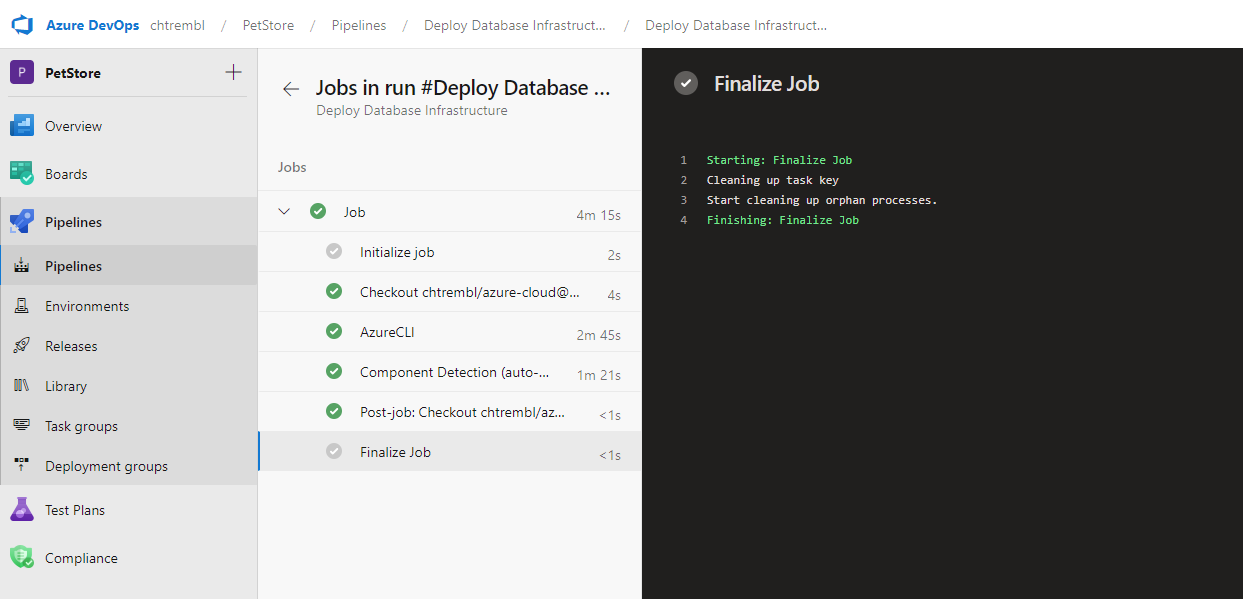 Azure DevOps chtrembl / PetStore / Pipelines / Deploy Database Infrastruct... / Deploy Database Infrastruct...
P PetStore +
Overview
Boards
Pipelines
Pipelines
Environments
Releases
Library
Task groups
Deployment groups
Test Plans
Compliance
Jobs in run #Deploy Database ...
Deploy Database Infrastructure
Jobs
Job 4m 15s
Initialize job 2s
Checkout chtrembl/azure-cloud@... 4s
AzureCLI 2m 45s
Component Detection (auto-... 1m 21s
Post-job: Checkout chtrembl/az... <1s
Finalize Job <1s
Finalize Job
1 Starting: Finalize Job
2 Cleaning up task key
3 Start cleaning up orphan processes.
4 Finishing: Finalize Job